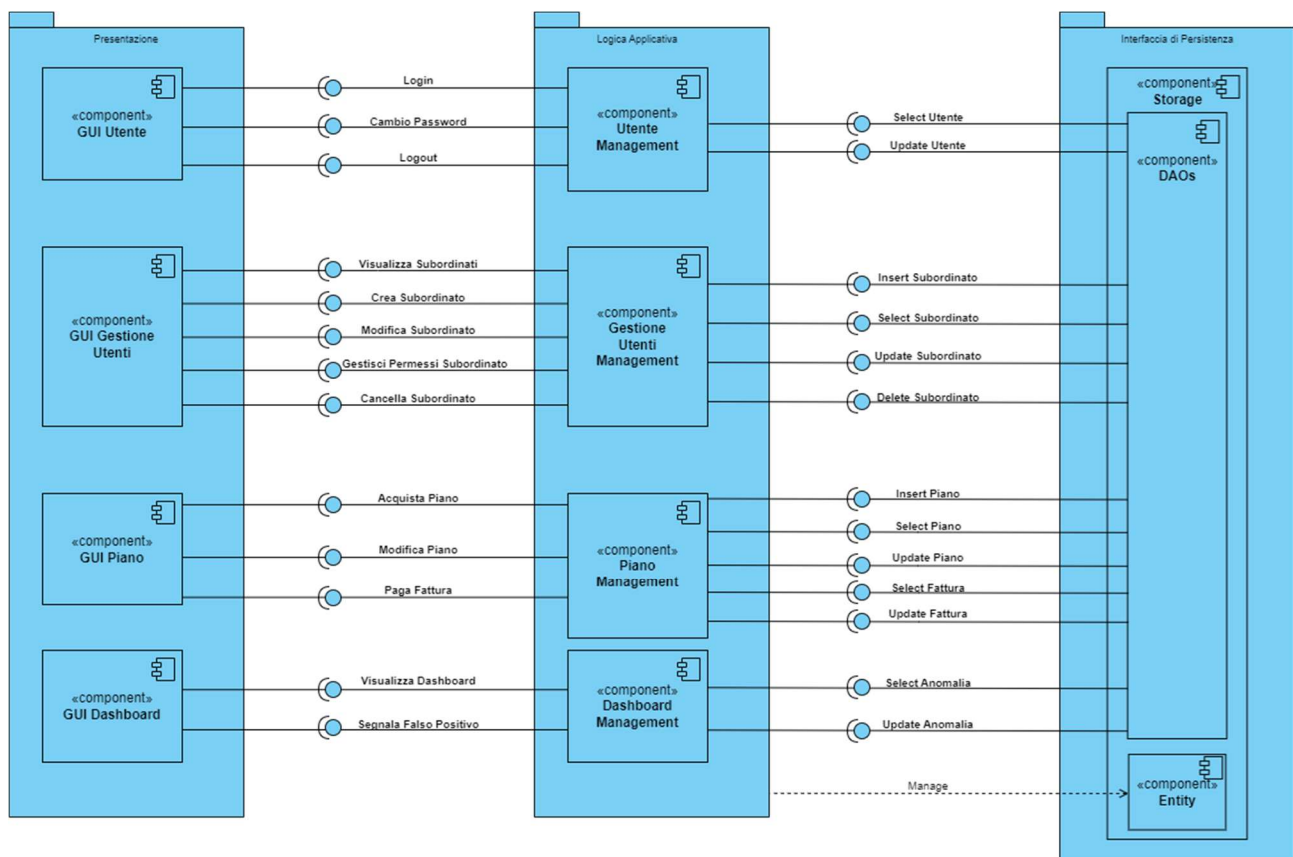 Presentazione
Logica Applicativa
Interfaccia di Persistenza
«component»
GUI Utente
Login
Cambio Password
Logout
«component»
Utente
Management
Select Utente
Update Utente
«component»
Storage
«component»
DAOs
«component»
GUI Gestione
Utenti
Visualizza Subordinati
Crea Subordinato
Modifica Subordinato
Gestisci Permessi Subordinato
Cancella Subordinato
«component»
Gestione
Utenti
Management
Insert Subordinato
Select Subordinato
Update Subordinato
Delete Subordinato
«component»
GUI Piano
Acquista Piano
Modifica Piano
Paga Fattura
«component»
Piano
Management
Insert Piano
Select Piano
Update Piano
Select Fattura
Update Fattura
«component»
GUI Dashboard
Visualizza Dashboard
Segnala Falso Positivo
«component»
Dashboard
Management
Select Anomalia
Update Anomalia
Manage
«component»
Entity